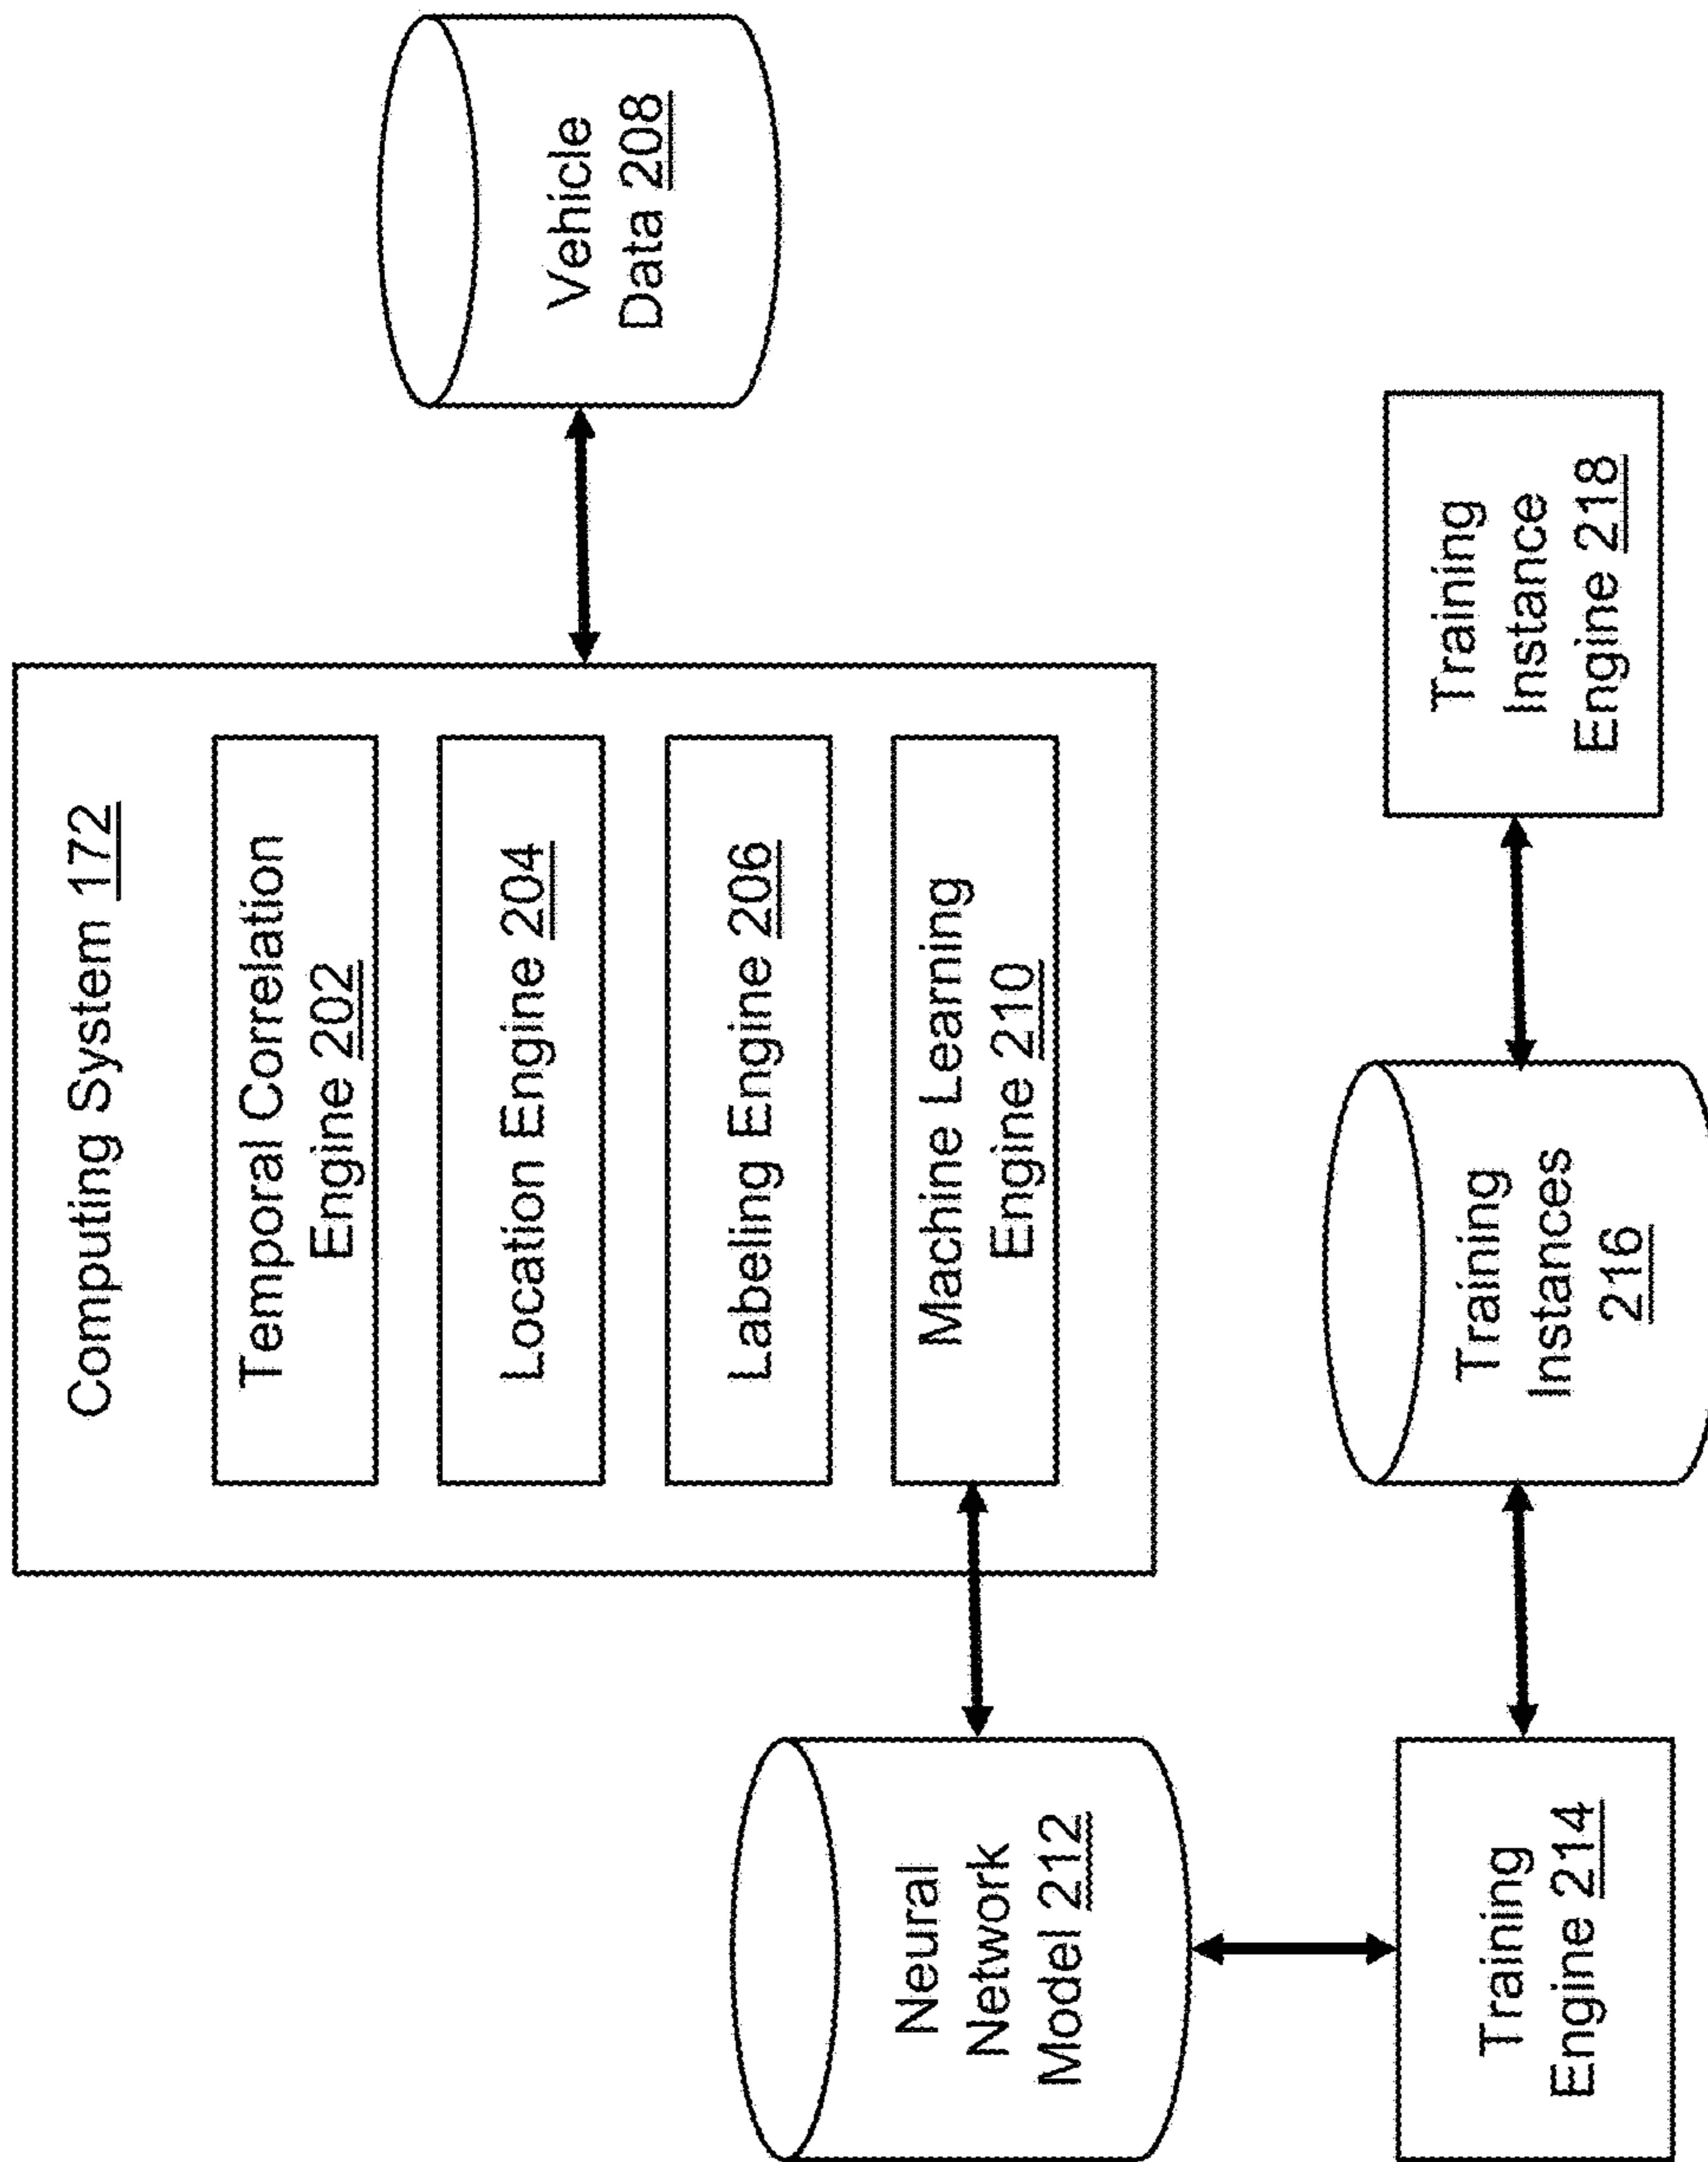 Computing System 172
Temporal Correlation
Engine 202
Location Engine 204
Labeling Engine 206
Machine Learning
Engine 210
Vehicle
Data 208
Neural
Network
Model 212
Training
Engine 214
Training
Instances
216
Training
Instance
Engine 218